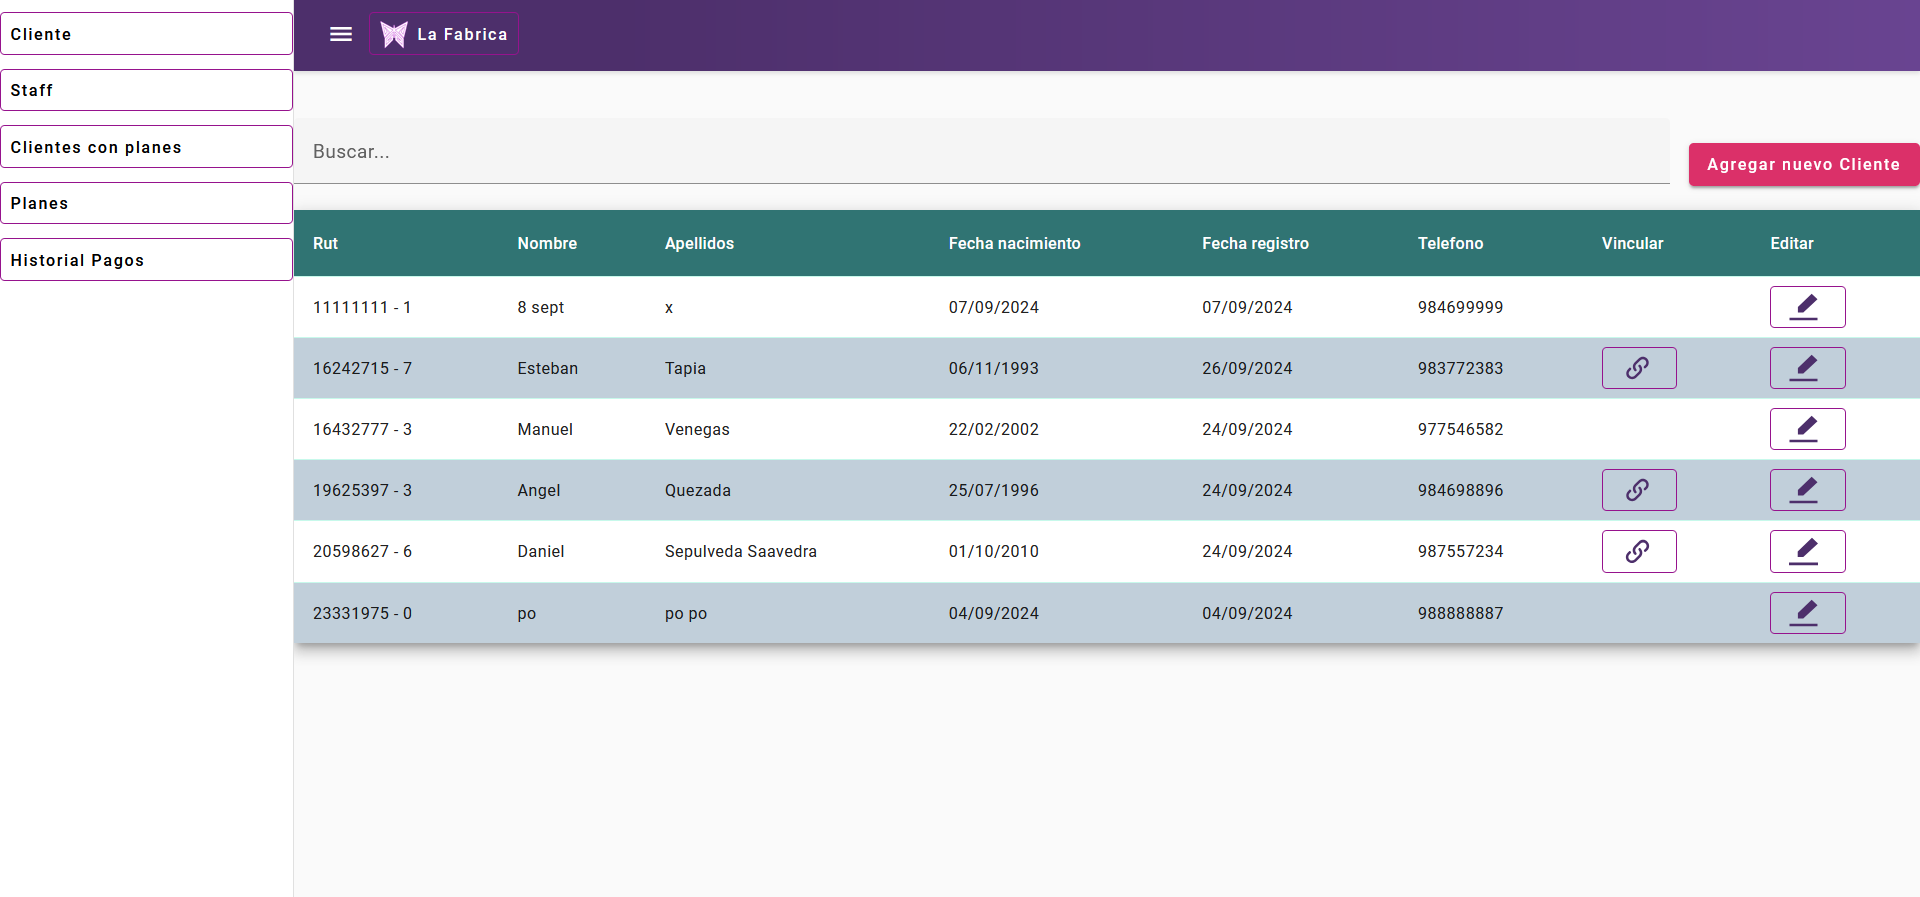 Cliente
Staff
Clientes con planes
Planes
Historial Pagos
La Fabrica
Buscar...
Agregar nuevo Cliente
Rut Nombre Apellidos Fecha nacimiento Fecha registro Telefono Vincular Editar
11111111 - 1 8 sept x 07/09/2024 07/09/2024 984699999
16242715 - 7 Esteban Tapia 06/11/1993 26/09/2024 983772383
16432777 - 3 Manuel Venegas 22/02/2002 24/09/2024 977546582
19625397 - 3 Angel Quezada 25/07/1996 24/09/2024 984698896
20598627 - 6 Daniel Sepulveda Saavedra 01/10/2010 24/09/2024 987557234
23331975 - 0 po po po 04/09/2024 04/09/2024 988888887